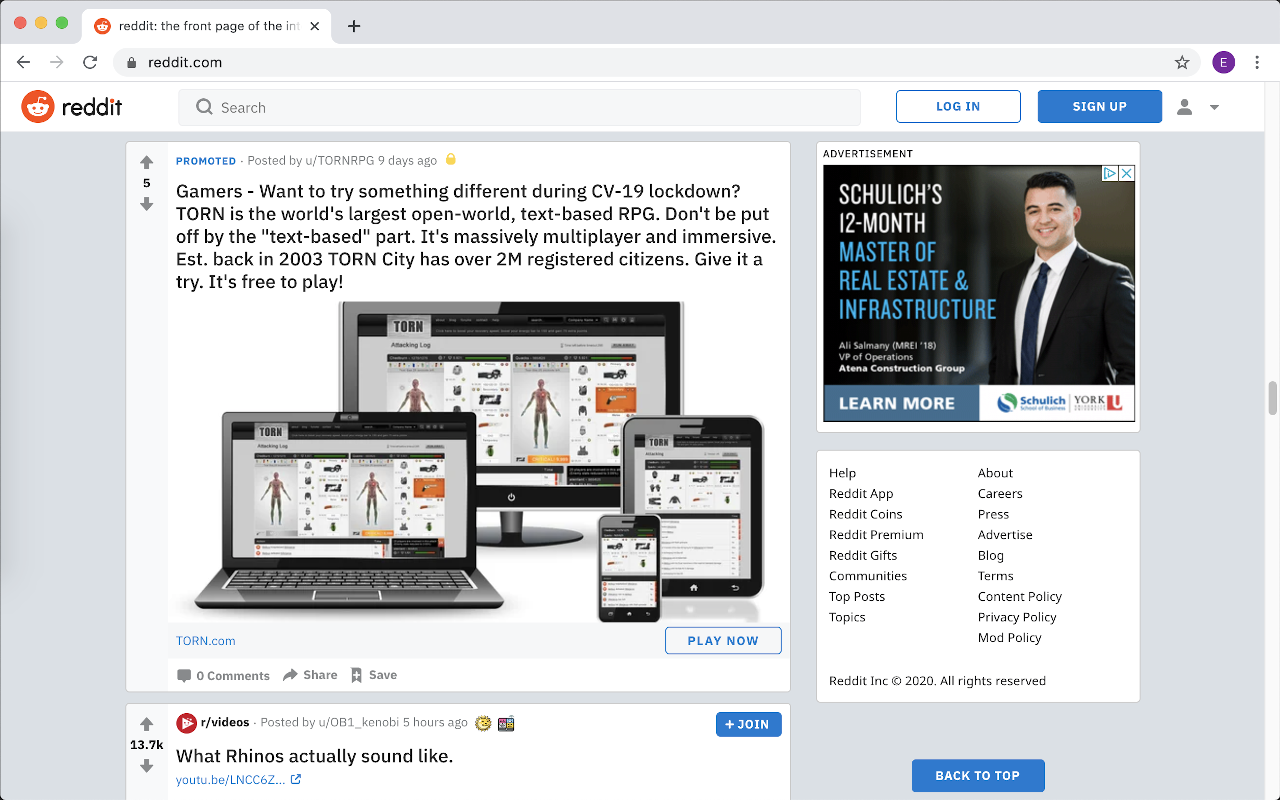 reddit: the front page of the int
reddit.com
E
reddit
Search
LOG IN
SIGN UP
5
PROMOTED · Posted by u/TORNRPG 9 days ago
Gamers - Want to try something different during CV-19 lockdown?
TORN is the world's largest open-world, text-based RPG. Don't be put
off by the "text-based" part. It's massively multiplayer and immersive.
Est. back in 2003 TORN City has over 2M registered citizens. Give it a
try. It's free to play!
TORN
Attacking Log
TORN
Attacking Log
TORN
Attacking Log
TORN.com
PLAY NOW
0 Comments
Share
Save
13.7k
r/videos · Posted by u/OB1_kenobi 5 hours ago
+ JOIN
What Rhinos actually sound like.
youtu.be/LNCC6Z...
ADVERTISEMENT
SCHULICH'S
12-MONTH
MASTER OF
REAL ESTATE &
INFRASTRUCTURE
Ali Salmany (MREI '18)
VP of Operations
Atena Construction Group
LEARN MORE
Schulich
School of Business
YORK
U
Help
Reddit App
Reddit Coins
Reddit Premium
Reddit Gifts
Communities
Top Posts
Topics
About
Careers
Press
Advertise
Blog
Terms
Content Policy
Privacy Policy
Mod Policy
Reddit Inc © 2020. All rights reserved
BACK TO TOP